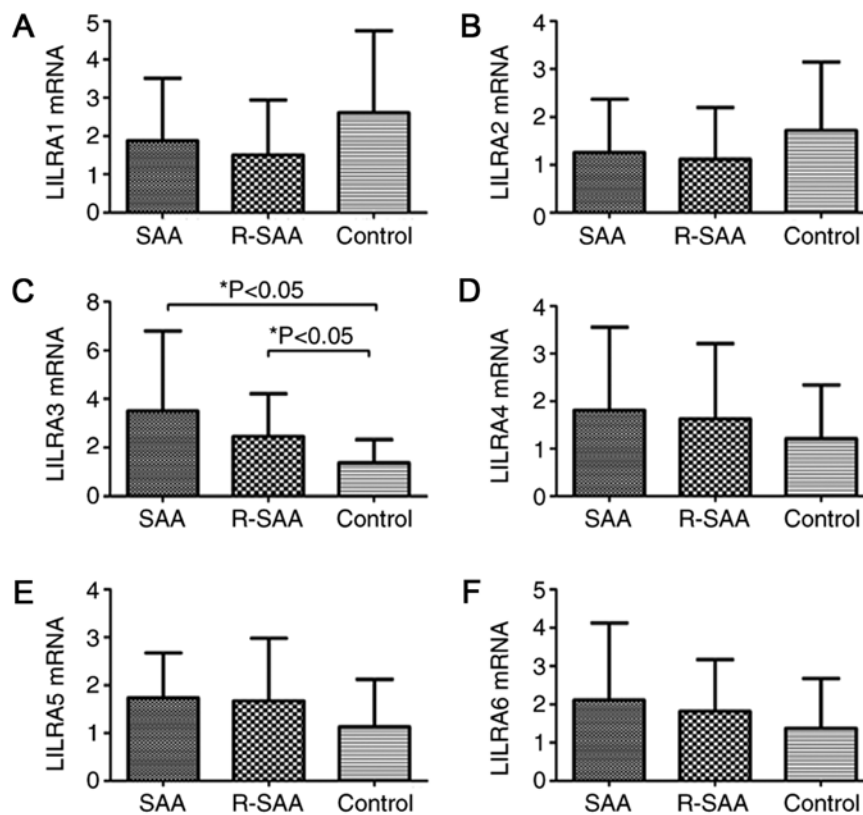 A
LILRA1 mRNA
5
4
3
2
1
0
SAA R-SAA Control
B
LILRA2 mRNA
4
3
2
1
0
SAA R-SAA Control
C
LILRA3 mRNA
8
6
4
2
0
*P<0.05
*P<0.05
SAA R-SAA Control
D
LILRA4 mRNA
4
3
2
1
0
SAA R-SAA Control
E
LILRA5 mRNA
4
3
2
1
0
SAA R-SAA Control
F
LILRA6 mRNA
5
4
3
2
1
0
SAA R-SAA Control